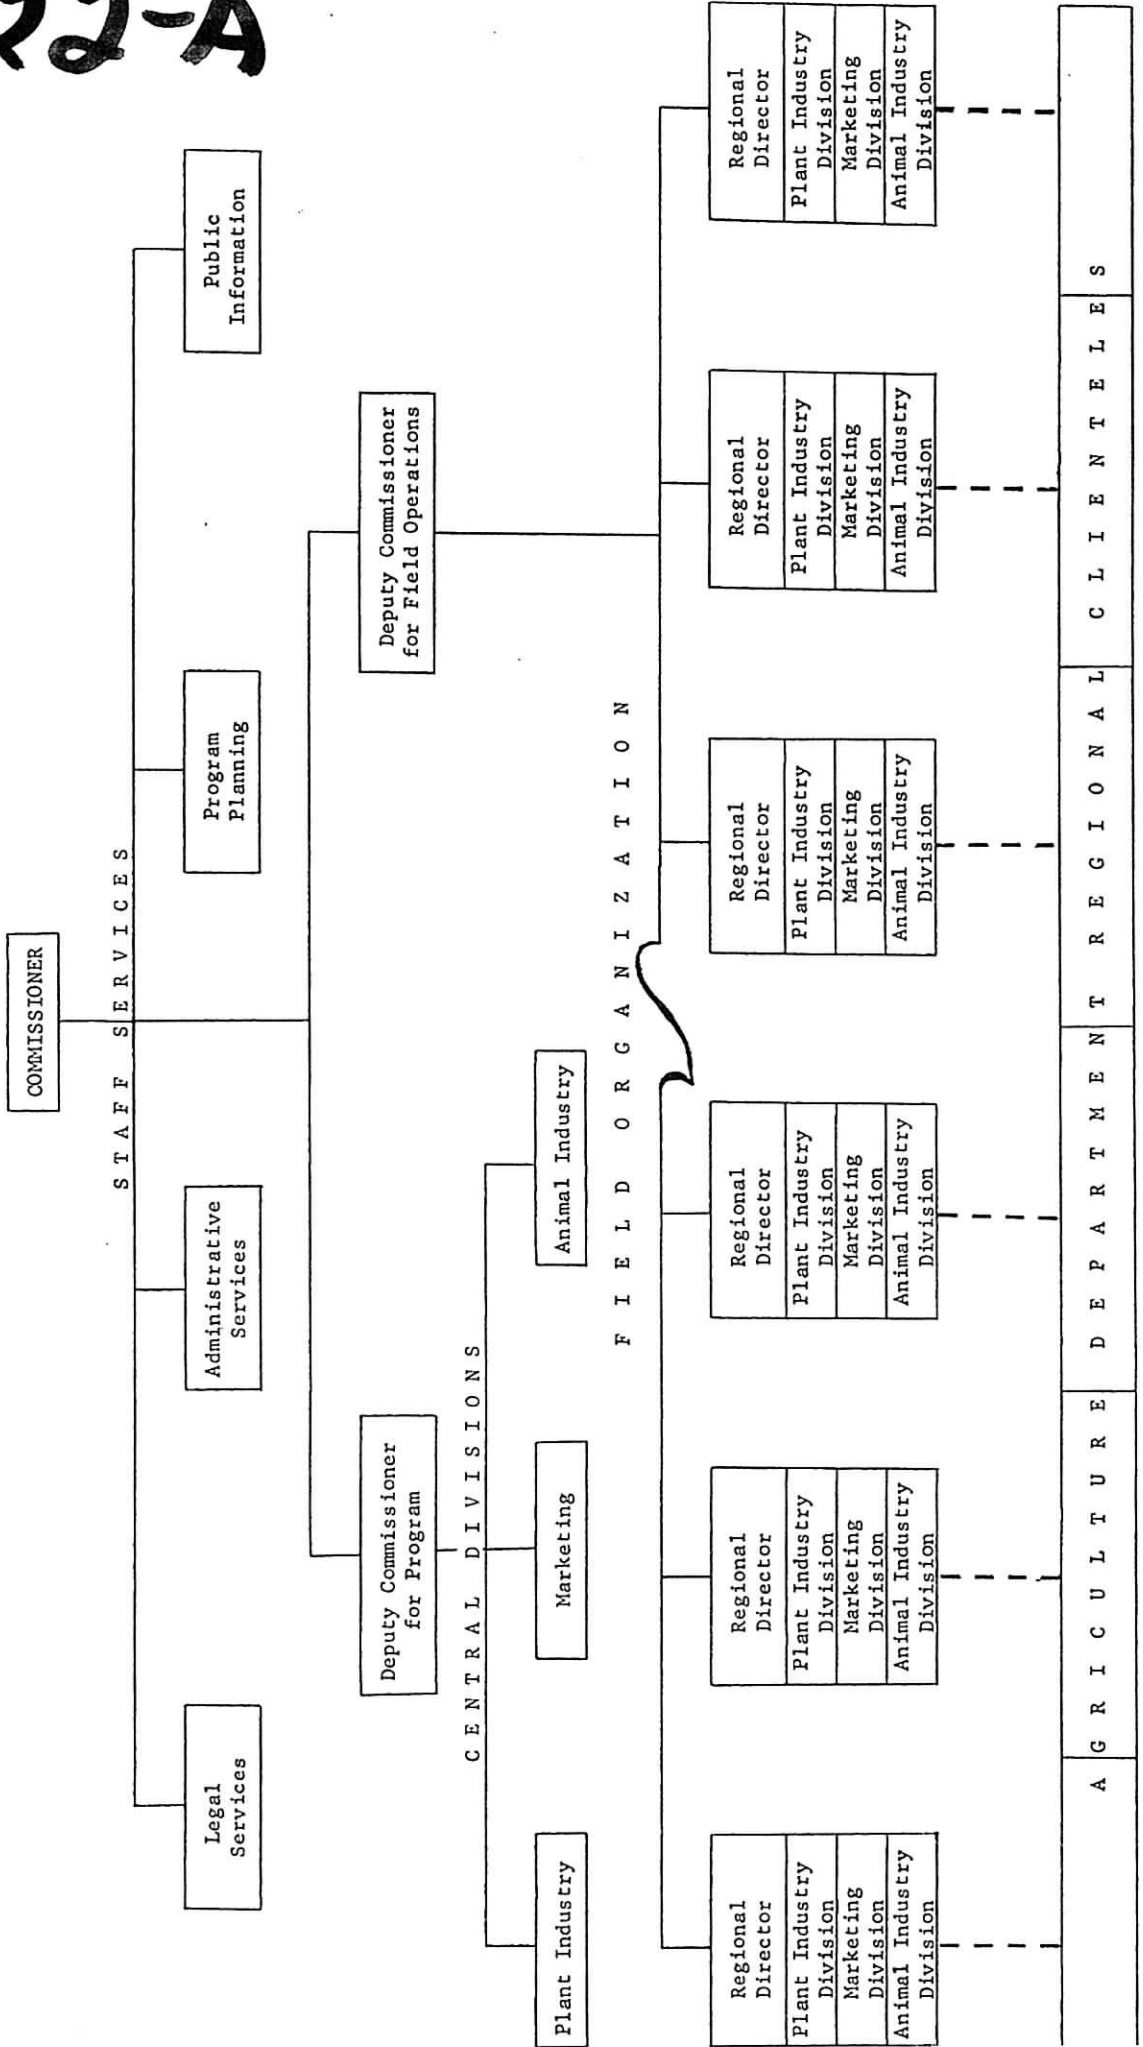 22-A
COMMISSIONER
STAFF SERVICES
Legal
Services
Administrative
Services
Program
Planning
Public
Information
Deputy Commissioner
for Program
Deputy Commissioner
for Field Operations
CENTRAL DIVISIONS
Plant Industry
Marketing
Animal Industry
FIELD ORGANIZATION
Regional
Director
Plant Industry
Division
Marketing
Division
Animal Industry
Division
Regional
Director
Plant Industry
Division
Marketing
Division
Animal Industry
Division
Regional
Director
Plant Industry
Division
Marketing
Division
Animal Industry
Division
Regional
Director
Plant Industry
Division
Marketing
Division
Animal Industry
Division
Regional
Director
Plant Industry
Division
Marketing
Division
Animal Industry
Division
Regional
Director
Plant Industry
Division
Marketing
Division
Animal Industry
Division
AGRICULTURE DEPARTMENT REGIONAL CLIENTELES